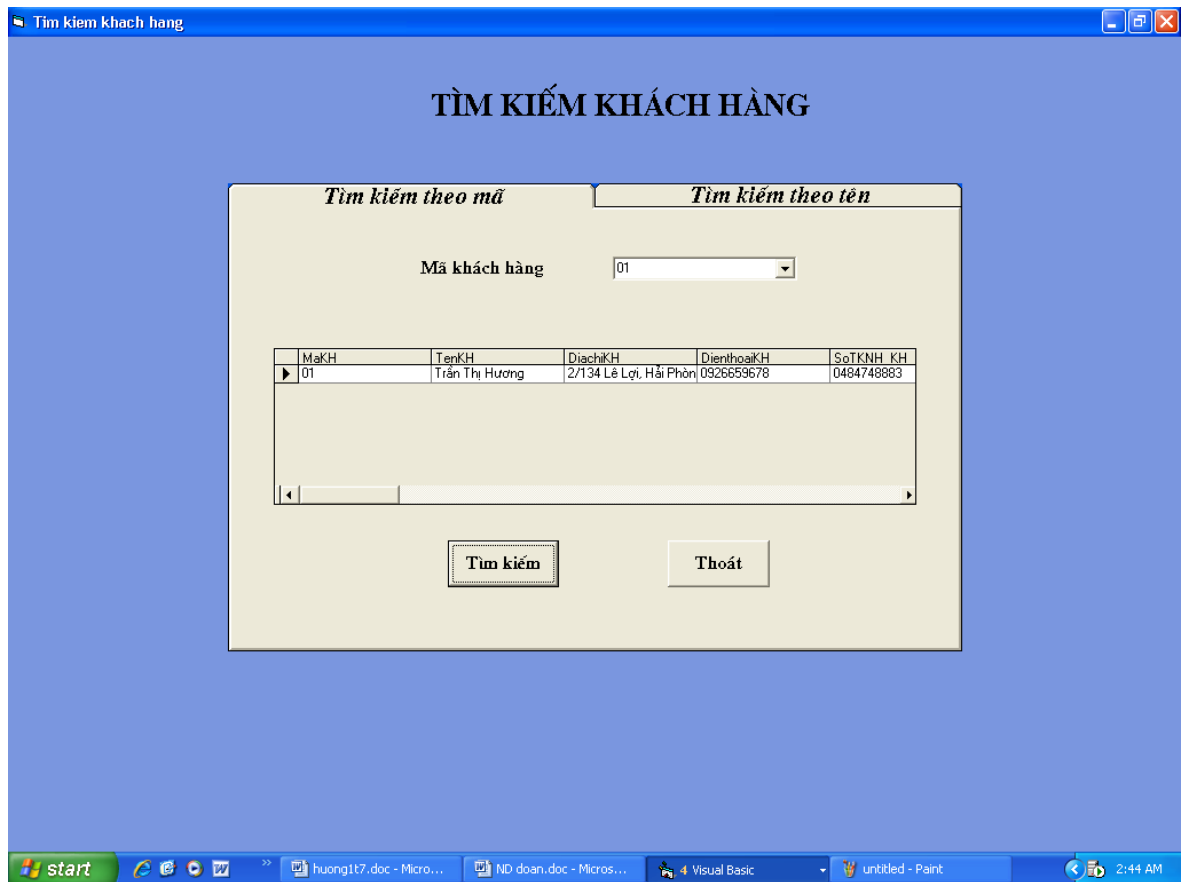 Tim kiem khach hang
TÌM KIẾM KHÁCH HÀNG
Tìm kiếm theo mã Tìm kiếm theo tên
Mã khách hàng 01
MaKH TenKH DiachiKH DienthoaiKH SoTKNH_KH
01 Trần Thị Hương 2/134 Lê Lợi, Hải Phòn 0926659678 0484748883
Tìm kiếm Thoát
start huong1t7.doc - Micro... ND doan.doc - Micros... 4 Visual Basic untitled - Paint 2:44 AM